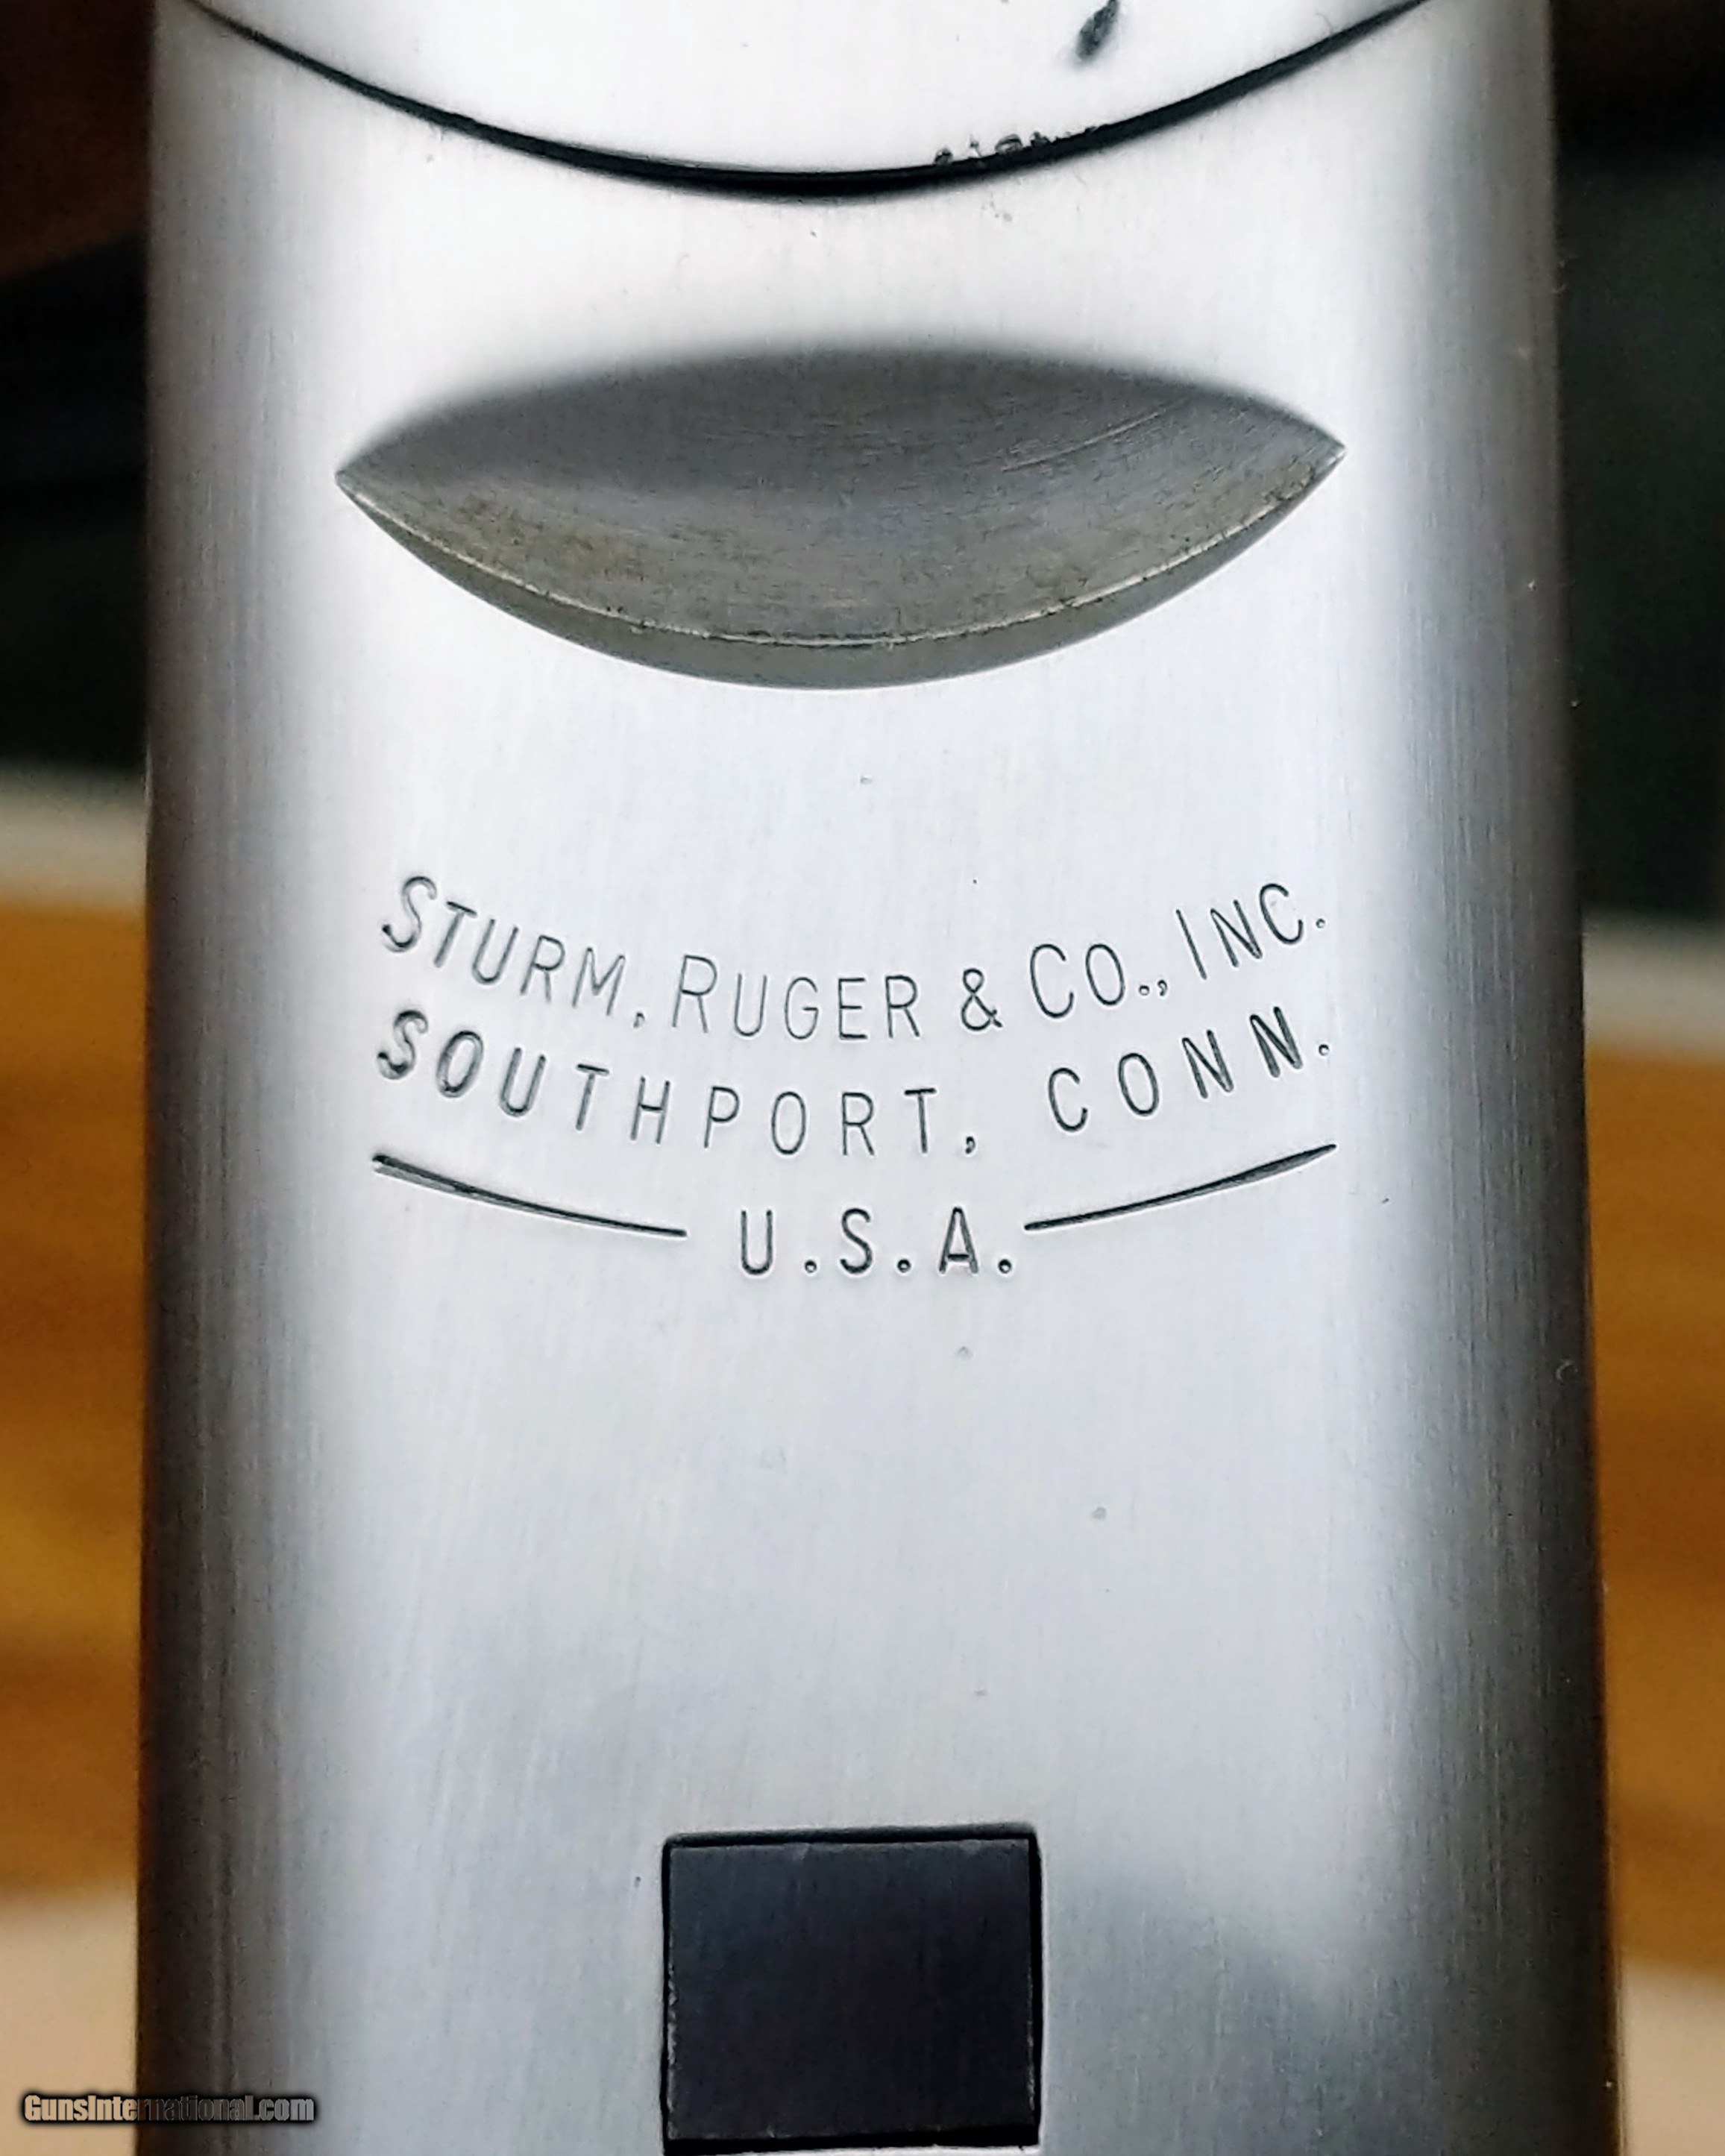 STURM, RUGER & CO., INC.
SOUTHPORT, CONN.
U.S.A.
GunsInternational.com